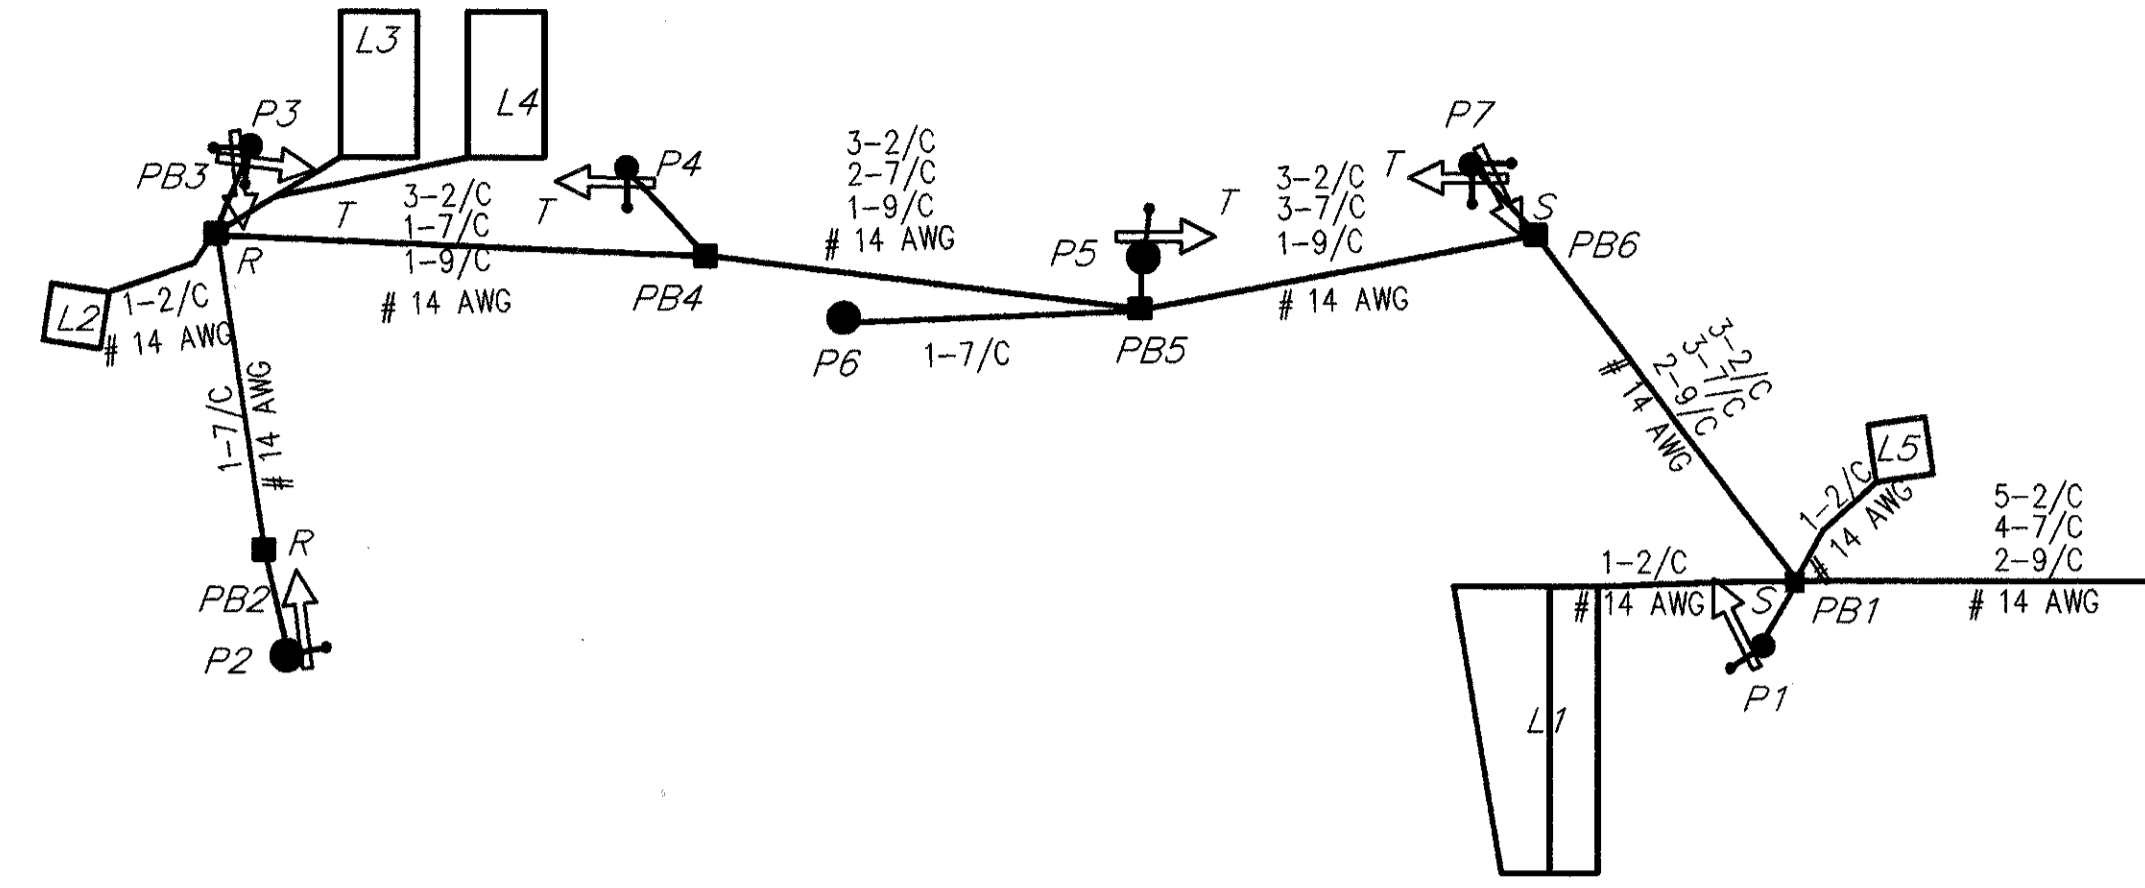 L3
L4
P3
PB3
T
3-2/C
1-7/C
1-9/C
# 14 AWG
R
L2
1-2/C
# 14 AWG
1-7/C
# 14 AWG
R
PB2
P2
T
P4
PB4
3-2/C
2-7/C
1-9/C
# 14 AWG
P6
1-7/C
P5
T
PB5
3-2/C
3-7/C
1-9/C
# 14 AWG
P7
T
S
PB6
3-2/C
3-7/C
2-9/C
# 14 AWG
L5
1-2/C
# 14 AWG
1-2/C
# 14 AWG
S
PB1
P1
L1
5-2/C
4-7/C
2-9/C
# 14 AWG